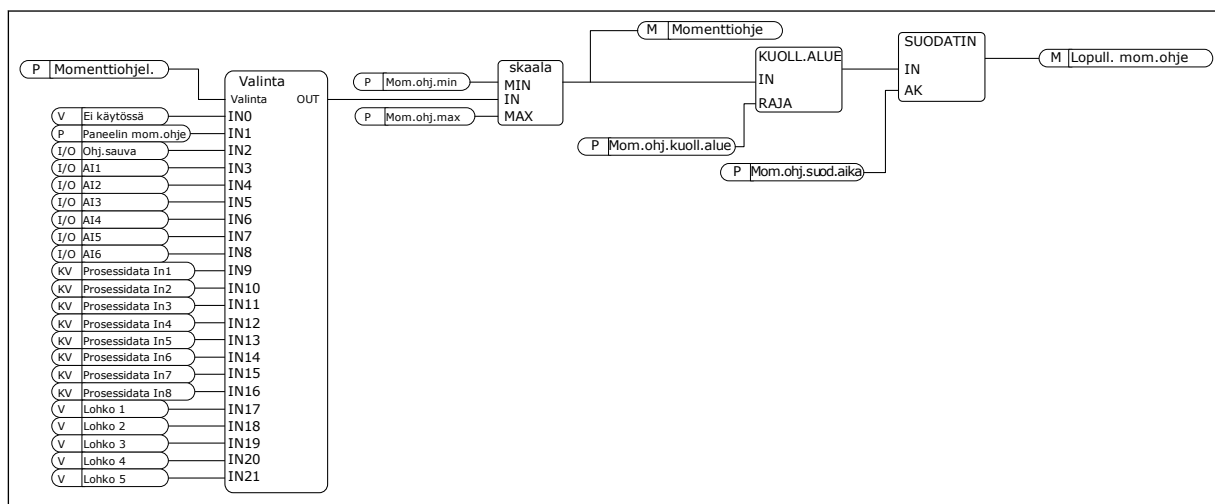 P Momenttiohjel.
Valinta
Valinta OUT
V Ei käytössä IN0
P Paneelin mom.ohje IN1
I/O Ohj.sauva IN2
I/O AI1 IN3
I/O AI2 IN4
I/O AI3 IN5
I/O AI4 IN6
I/O AI5 IN7
I/O AI6 IN8
KV Prosessidata In1 IN9
KV Prosessidata In2 IN10
KV Prosessidata In3 IN11
KV Prosessidata In4 IN12
KV Prosessidata In5 IN13
KV Prosessidata In6 IN14
KV Prosessidata In7 IN15
KV Prosessidata In8 IN16
V Lohko 1 IN17
V Lohko 2 IN18
V Lohko 3 IN19
V Lohko 4 IN20
V Lohko 5 IN21
P Mom.ohj.min
P Mom.ohj.max
skaala
MIN
IN
MAX
M Momenttiohje
KUOLL.ALUE
IN
RAJA
P Mom.ohj.kuoll.alue
P Mom.ohj.suod.aika
SUODATIN
IN
AK
M Lopull. mom.ohje